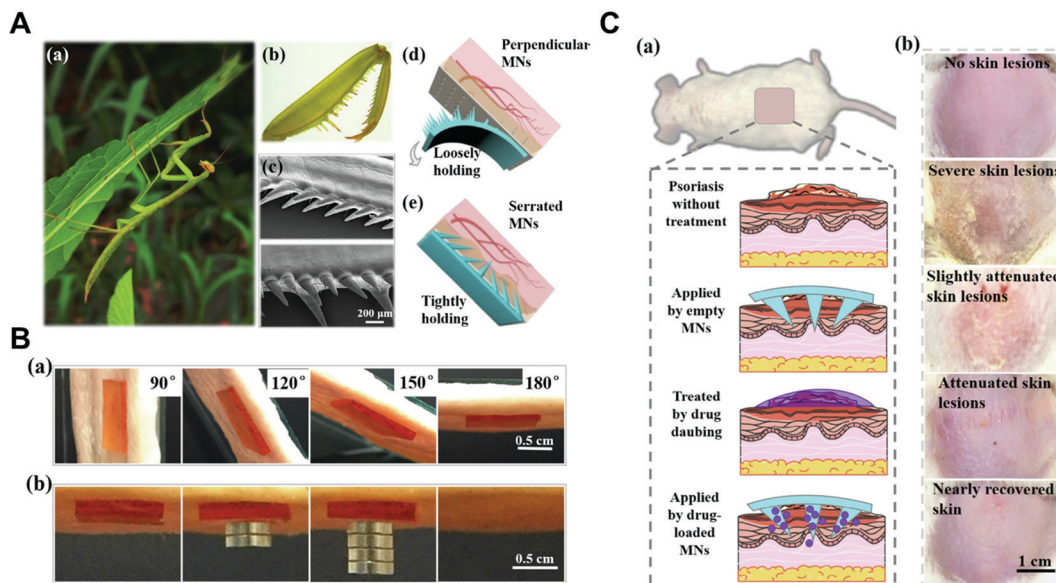 A
(a)
(b)
(c)
200 μm
(d)
Perpendicular
MNs
Loosely
holding
(e)
Serrated
MNs
Tightly
holding
B
(a)
90°
120°
150°
180°
0.5 cm
(b)
0.5 cm
C
(a)
Psoriasis
without
treatment
Applied
by empty
MNs
Treated
by drug
daubing
Applied
by drug-
loaded
MNs
(b)
No skin lesions
Severe skin lesions
Slightly attenuated
skin lesions
Attenuated skin
lesions
Nearly recovered
skin
1 cm